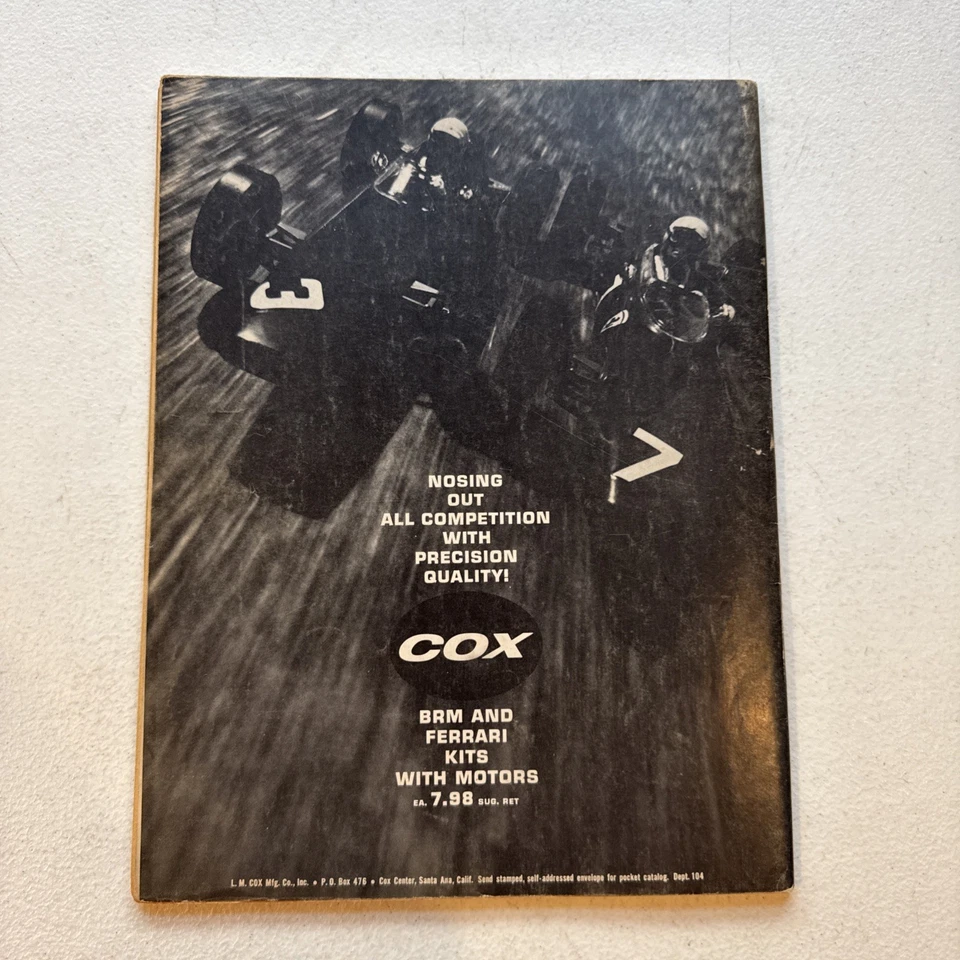 3
7
NOSING
OUT
ALL COMPETITION
WITH
PRECISION
QUALITY!
COX
BRM AND
FERRARI
KITS
WITH MOTORS
EA. 7.98 SUG. RET
L. M. COX Mfg. Co., Inc. • P. O. Box 476 • Cox Center, Santa Ana, Calif. Send stamped, self-addressed envelope for pocket catalog. Dept. 104